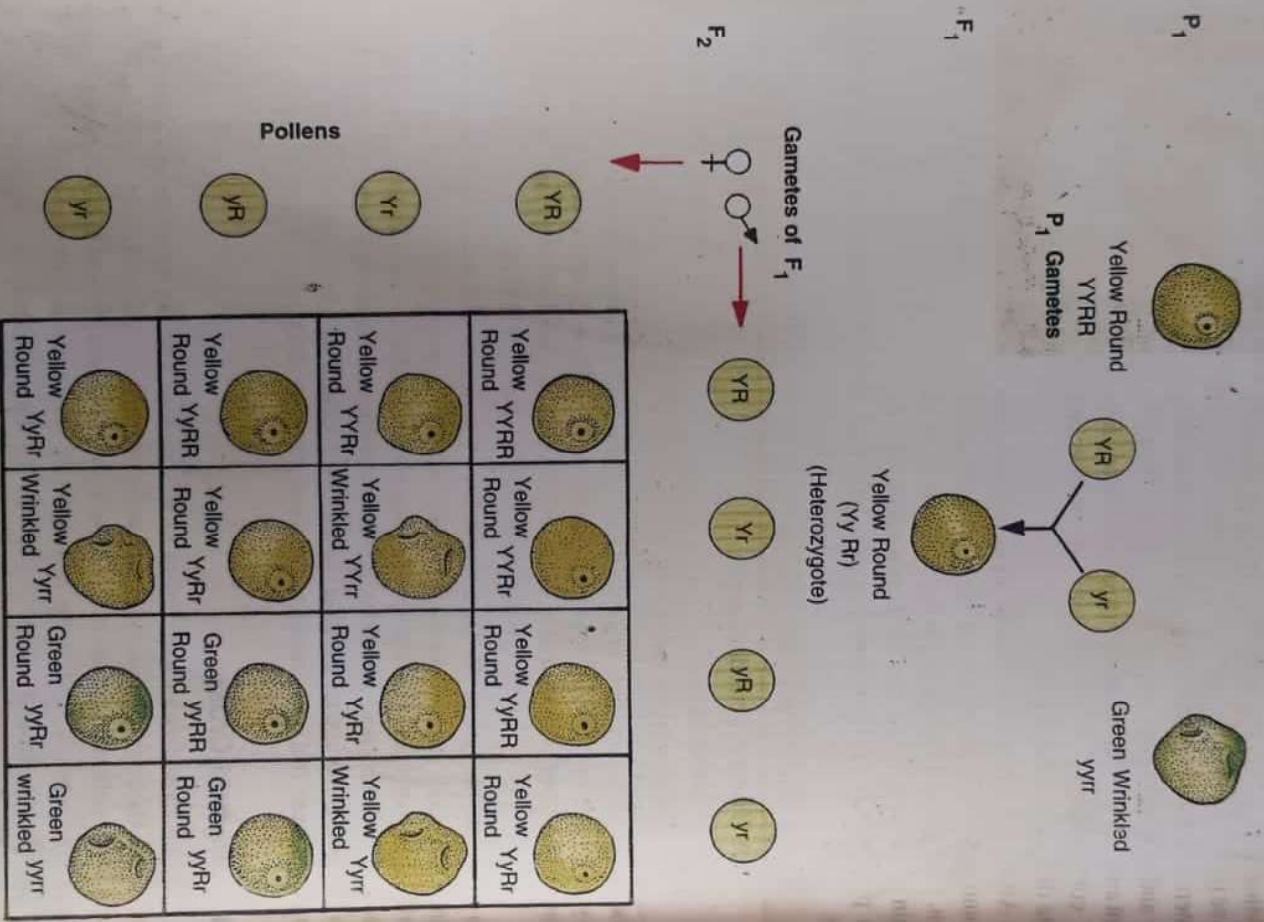 P1
Yellow Round
YYRR
Green Wrinkled
yyrr
P1 Gametes
YR
yr
F1
Yellow Round
(Yy Rr)
(Heterozygote)
Gametes of F1
F2
YR
Yr
yR
yr
Pollens
YR
Yellow
Round YYRR
Yellow
Round YYRr
Yellow
Round YyRR
Yellow
Round YyRr
Yr
Yellow
Round YYRr
Yellow
Wrinkled YYrr
Yellow
Round YyRr
Yellow
Wrinkled Yyrr
yR
Yellow
Round YyRR
Yellow
Round YyRr
Green
Round yyRR
Green
Round yyRr
yr
Yellow
Round YyRr
Yellow
Wrinkled Yyrr
Green
Round yyRr
Green
wrinkled yyrr